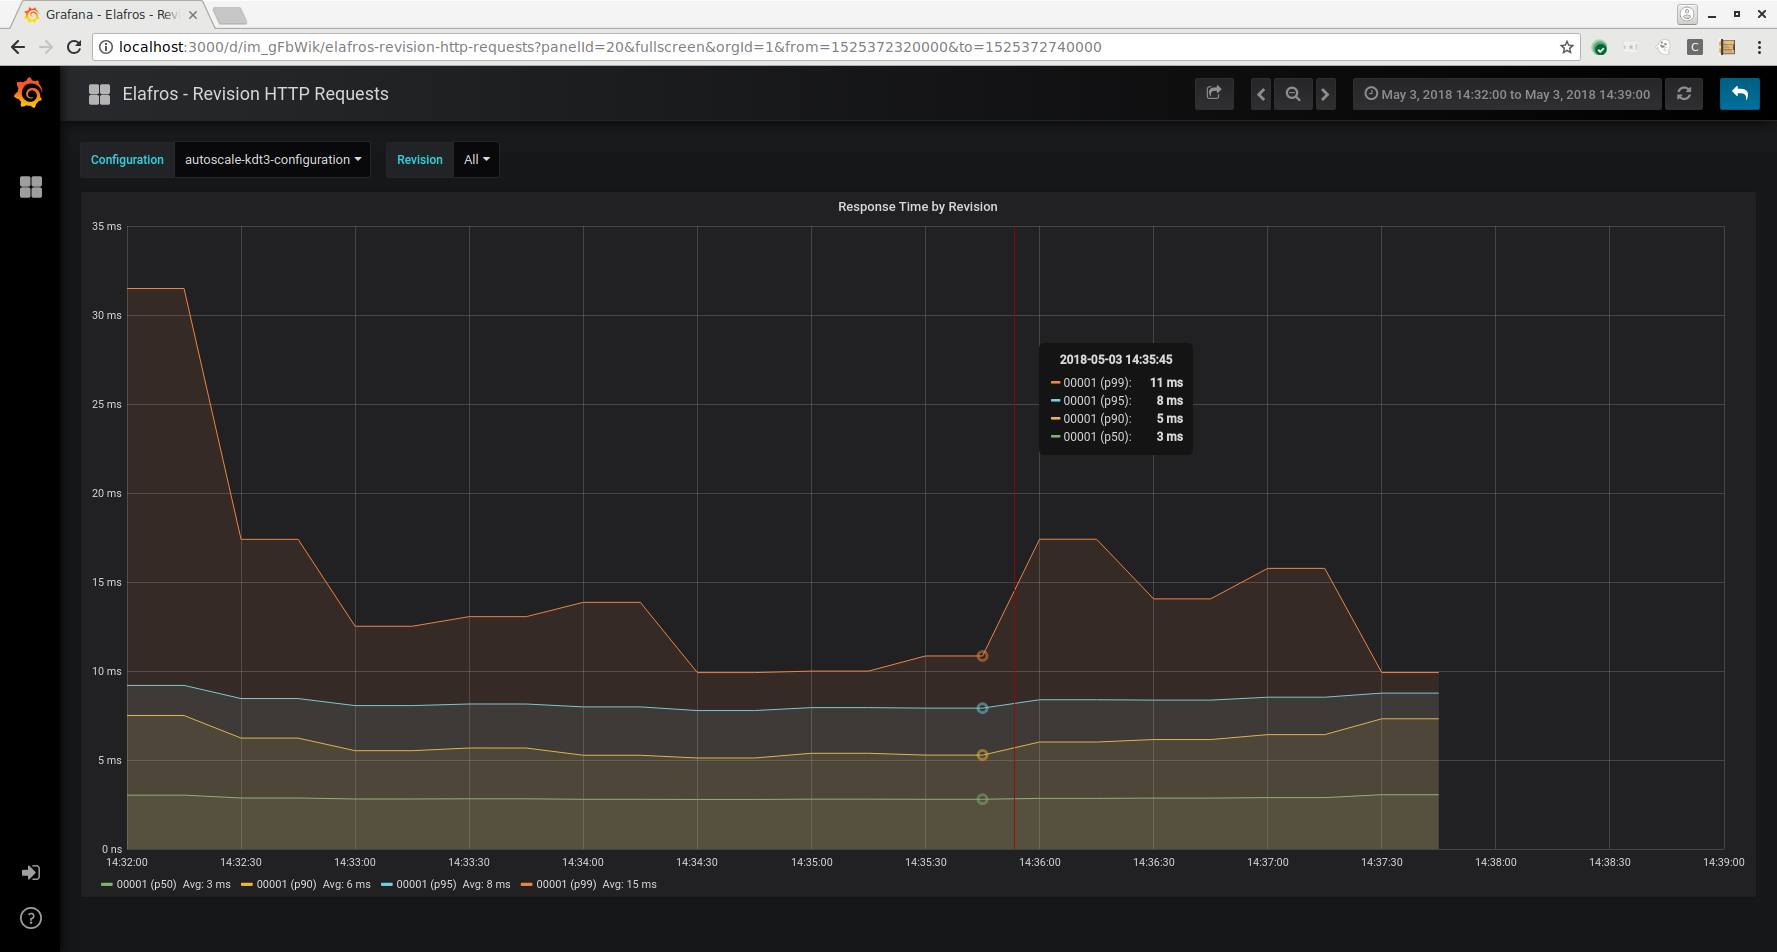 Grafana - Elafros - Rev
localhost:3000/d/im_gFbWik/elafros-revision-http-requests?panelId=20&fullscreen&orgId=1&from=1525372320000&to=1525372740000
C
Elafros - Revision HTTP Requests
May 3, 2018 14:32:00 to May 3, 2018 14:39:00
Configuration autoscale-kdt3-configuration Revision All
Response Time by Revision
35 ms
30 ms
25 ms
20 ms
15 ms
10 ms
5 ms
0 ns
2018-05-03 14:35:45
00001 (p99): 11 ms
00001 (p95): 8 ms
00001 (p90): 5 ms
00001 (p50): 3 ms
14:32:00 14:32:30 14:33:00 14:33:30 14:34:00 14:34:30 14:35:00 14:35:30 14:36:00 14:36:30 14:37:00 14:37:30 14:38:00 14:38:30 14:39:00
00001 (p50) Avg: 3 ms 00001 (p90) Avg: 6 ms 00001 (p95) Avg: 8 ms 00001 (p99) Avg: 15 ms